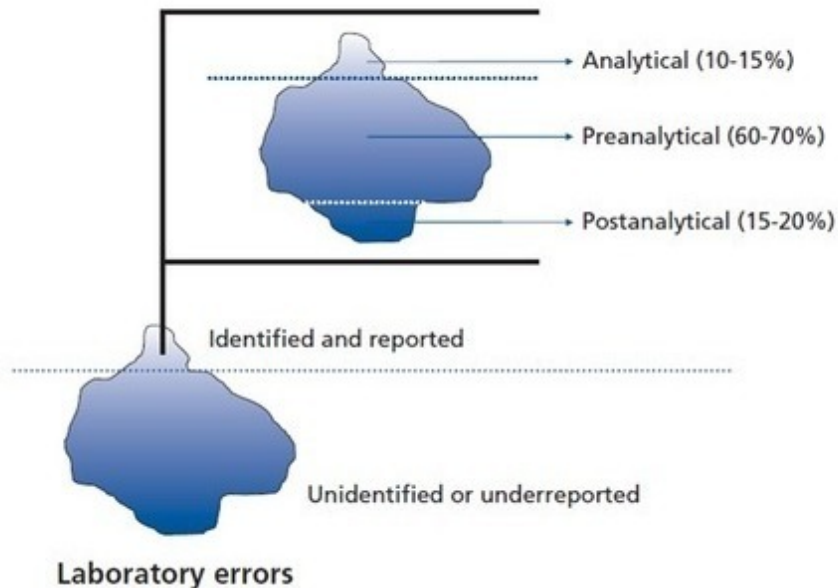 Analytical (10-15%)
Preanalytical (60-70%)
Postanalytical (15-20%)
Identified and reported
Unidentified or underreported
Laboratory errors